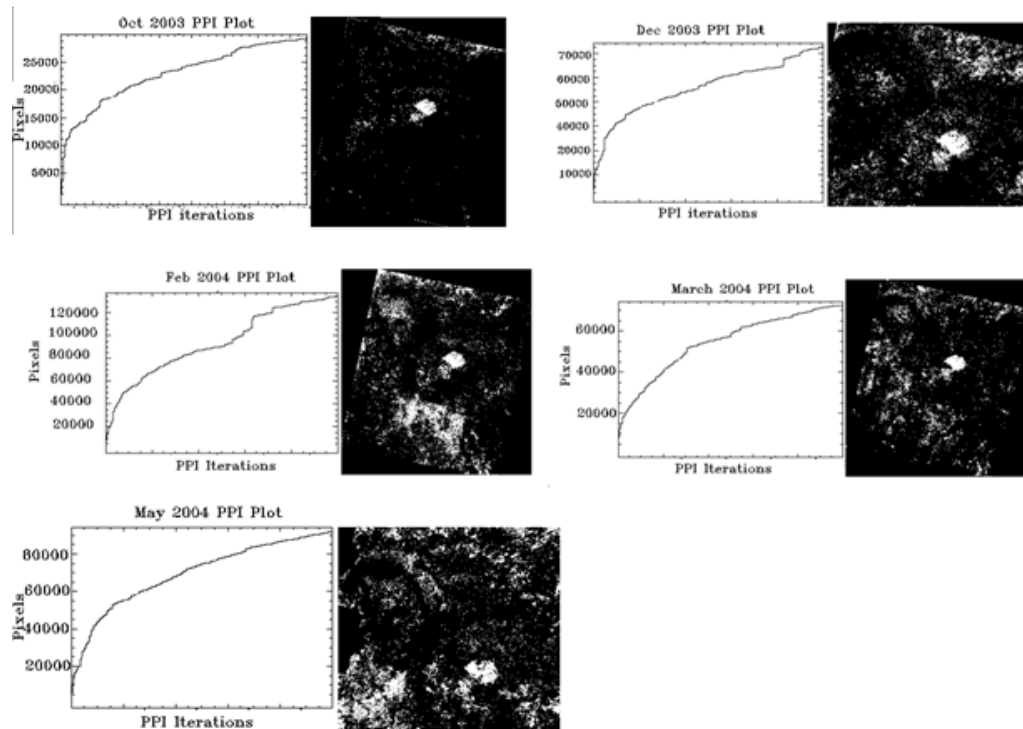 Oct 2003 PPI Plot
25000
20000
15000
10000
5000
Pixels
PPI iterations
Dec 2003 PPI Plot
70000
60000
50000
40000
30000
20000
10000
PPI iterations
Feb 2004 PPI Plot
120000
100000
80000
60000
40000
20000
Pixels
PPI Iterations
March 2004 PPI Plot
60000
40000
20000
PPI Iterations
May 2004 PPI Plot
80000
60000
40000
20000
Pixels
PPI Iterations